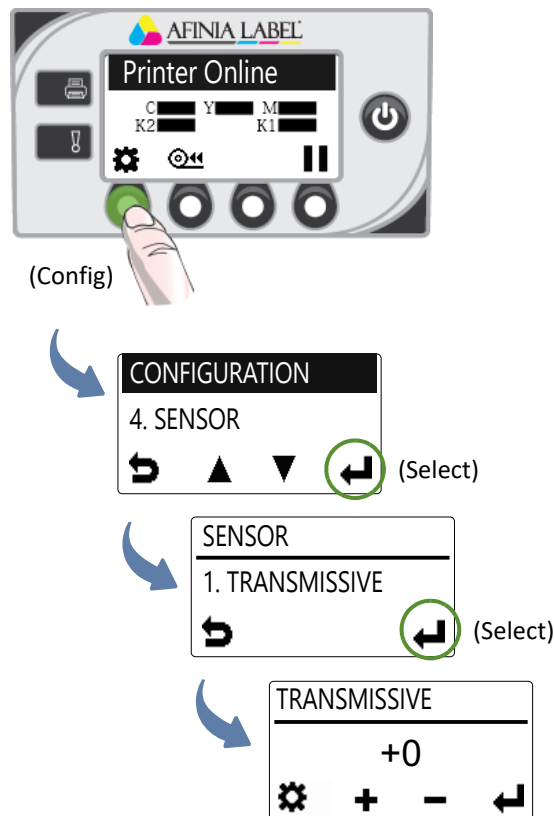 AFINIA LABEL
Printer Online
C Y M
K2 K1
(Config)
CONFIGURATION
4. SENSOR
(Select)
SENSOR
1. TRANSMISSIVE
(Select)
TRANSMISSIVE
+0